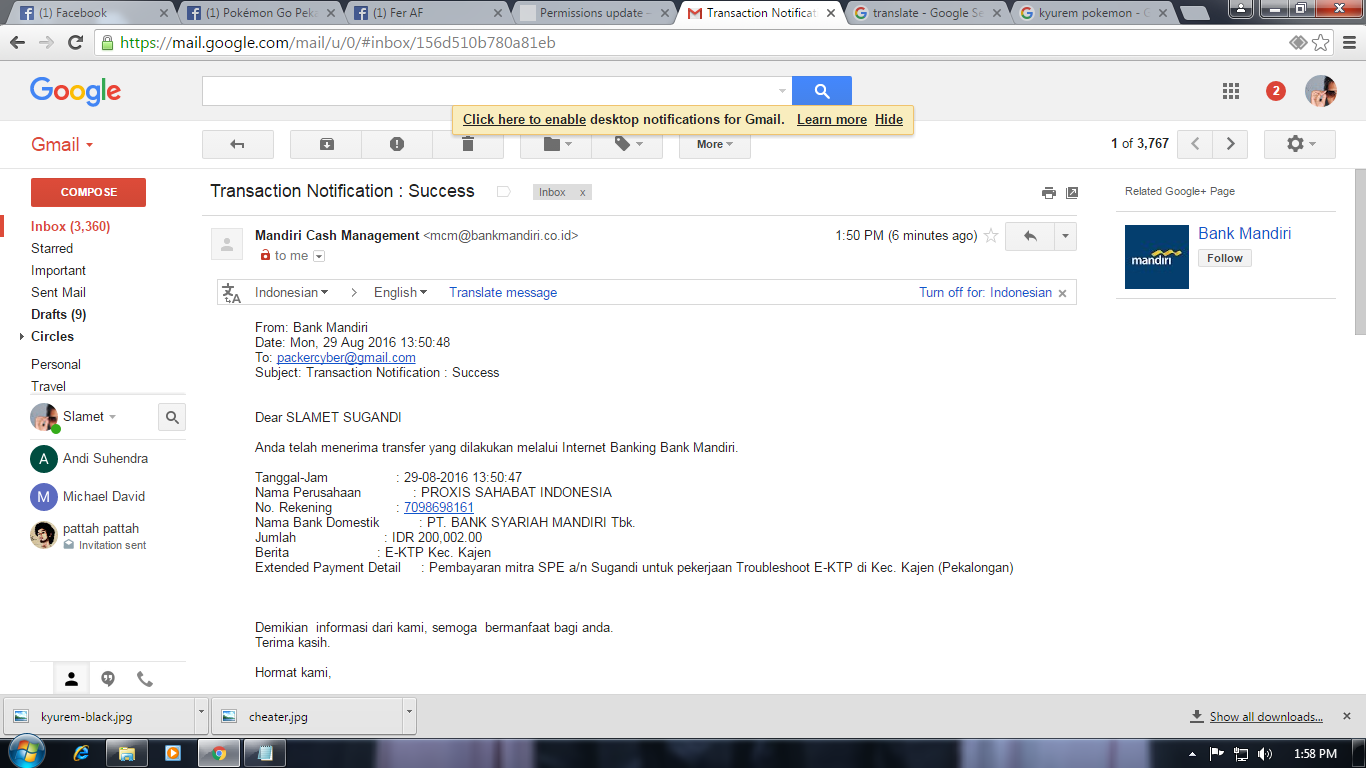 (1) Facebook
(1) Pokémon Go Peka
(1) Fer AF
Permissions update -
Transaction Notificat
translate - Google Se
kyurem pokemon - G
https://mail.google.com/mail/u/0/#inbox/156d510b780a81eb
Google
2
Click here to enable desktop notifications for Gmail. Learn more Hide
Gmail
More
1 of 3,767
COMPOSE
Inbox (3,360)
Starred
Important
Sent Mail
Drafts (9)
Circles
Personal
Travel
Slamet
A Andi Suhendra
M Michael David
pattah pattah
Invitation sent
Transaction Notification : Success
Inbox x
Mandiri Cash Management <mcm@bankmandiri.co.id>
1:50 PM (6 minutes ago)
to me
Indonesian > English Translate message
Turn off for: Indonesian x
From: Bank Mandiri
Date: Mon, 29 Aug 2016 13:50:48
To: packercyber@gmail.com
Subject: Transaction Notification : Success
Dear SLAMET SUGANDI
Anda telah menerima transfer yang dilakukan melalui Internet Banking Bank Mandiri.
Tanggal-Jam : 29-08-2016 13:50:47
Nama Perusahaan : PROXIS SAHABAT INDONESIA
No. Rekening : 7098698161
Nama Bank Domestik : PT. BANK SYARIAH MANDIRI Tbk.
Jumlah : IDR 200,002.00
Berita : E-KTP Kec. Kajen
Extended Payment Detail : Pembayaran mitra SPE a/n Sugandi untuk pekerjaan Troubleshoot E-KTP di Kec. Kajen (Pekalongan)
Demikian informasi dari kami, semoga bermanfaat bagi anda.
Terima kasih.
Hormat kami,
Related Google+ Page
mandiri
Bank Mandiri
Follow
kyurem-black.jpg
cheater.jpg
Show all downloads...
1:58 PM